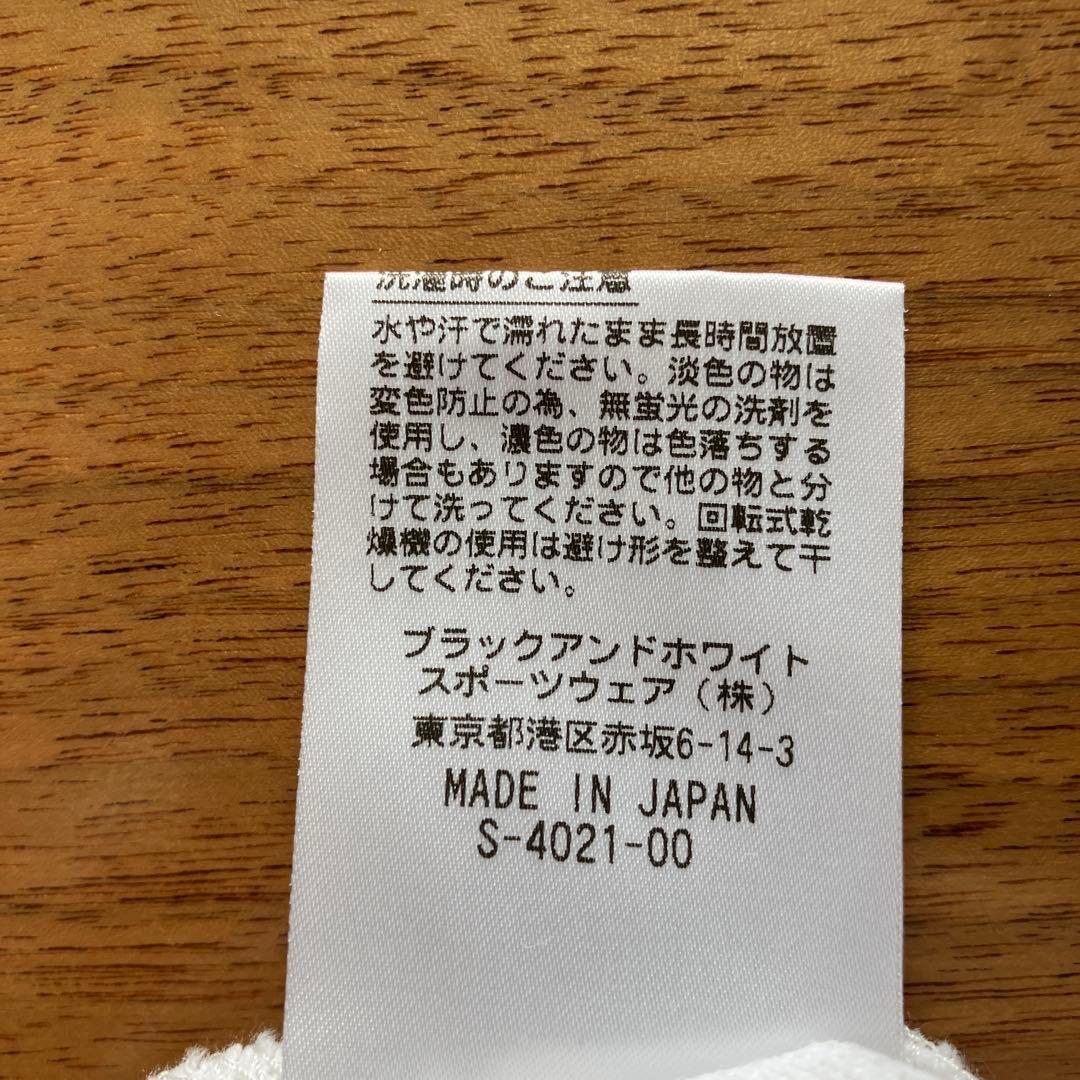 洗濯時のご注意
水や汗で濡れたまま長時間放置
を避けてください。淡色の物は
変色防止の為、無蛍光の洗剤を
使用し、濃色の物は色落ちする
場合もありますので他の物と分
けて洗ってください。回転式乾
燥機の使用は避け形を整えて干
してください。
ブラックアンドホワイト
スポーツウェア(株)
東京都港区赤坂6-14-3
MADE IN JAPAN
S-4021-00